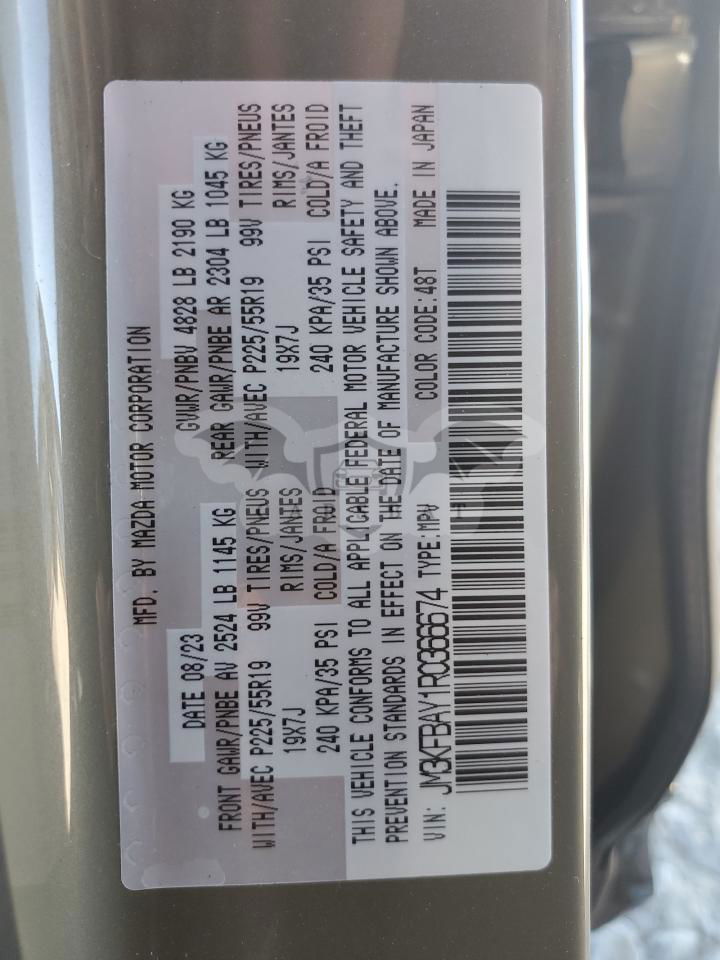 MFD. BY MAZDA MOTOR CORPORATION
DATE 08/23 GVWR/PNBV 4828 LB 2190 KG
FRONT GAWR/PNBE AV 2524 LB 1145 KG REAR GAWR/PNBE AR 2304 LB 1045 KG
WITH/AVEC P225/55R19 99V TIRES/PNEUS WITH/AVEC P225/55R19 99V TIRES/PNEUS
19X7J RIMS/JANTES 19X7J RIMS/JANTES
240 KPA/35 PSI COLD/A FROID 240 KPA/35 PSI COLD/A FROID
THIS VEHICLE CONFORMS TO ALL APPLICABLE FEDERAL MOTOR VEHICLE SAFETY AND THEFT
PREVENTION STANDARDS IN EFFECT ON THE DATE OF MANUFACTURE SHOWN ABOVE.
VIN: JM3KFBAY1R0366674 TYPE:MPV COLOR CODE:48T MADE IN JAPAN